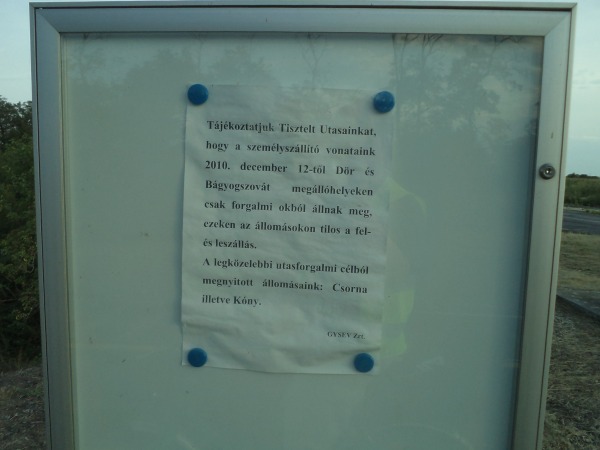 Tájékoztatjuk Tisztelt Utasainkat,
hogy a személyszállító vonataink
2010. december 12-től Dör és
Bágyogszovát megállóhelyeken
csak forgalmi okból állnak meg,
ezeken az állomásokon tilos a fel-
és leszállás.
A legközelebbi utasforgalmi célból
megnyitott állomásaink: Csorna
illetve Kóny.
GYSEV Zrt.